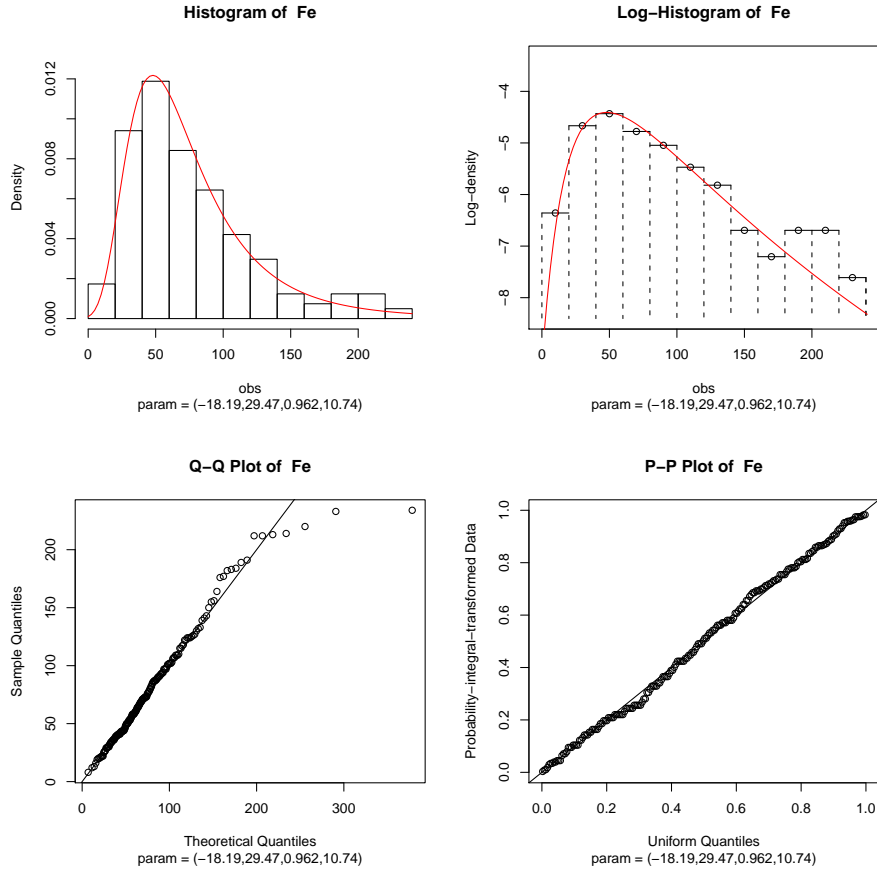 Histogram of Fe
Density
0.000 0.004 0.008 0.012
0 50 100 150 200
obs
param = (−18.19,29.47,0.962,10.74)
Log−Histogram of Fe
Log−density
−8 −7 −6 −5 −4
0 50 100 150 200
obs
param = (−18.19,29.47,0.962,10.74)
Q−Q Plot of Fe
Sample Quantiles
0 50 100 150 200
0 100 200 300
Theoretical Quantiles
param = (−18.19,29.47,0.962,10.74)
P−P Plot of Fe
Probability−integral−transformed Data
0.0 0.2 0.4 0.6 0.8 1.0
0.0 0.2 0.4 0.6 0.8 1.0
Uniform Quantiles
param = (−18.19,29.47,0.962,10.74)